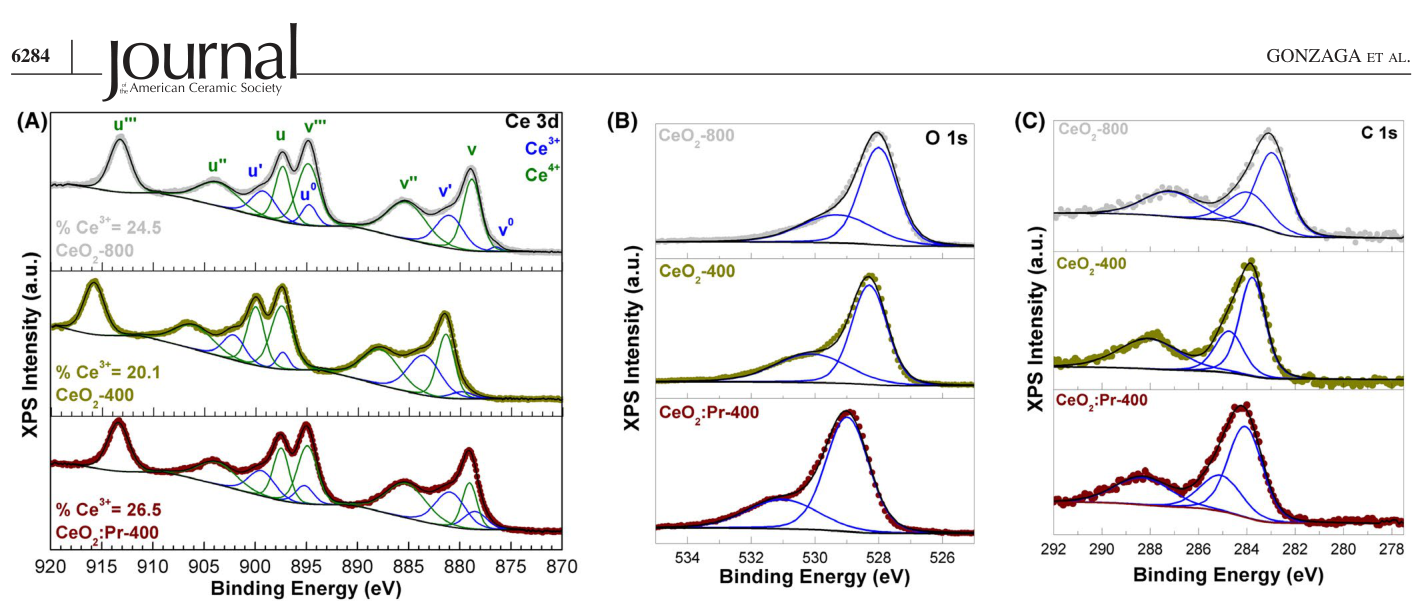 6284
Journal
of the American Ceramic Society
GONZAGA ET AL.
(A)
Ce 3d
Ce3+
Ce4+
u'''
u''
u'
u
u0
v'''
v''
v'
v
v0
% Ce3+ = 24.5
CeO2-800
% Ce3+ = 20.1
CeO2-400
% Ce3+ = 26.5
CeO2:Pr-400
XPS Intensity (a.u.)
920 915 910 905 900 895 890 885 880 875 870
Binding Energy (eV)
(B)
O 1s
CeO2-800
CeO2-400
CeO2:Pr-400
XPS Intensity (a.u.)
534 532 530 528 526
Binding Energy (eV)
(C)
C 1s
CeO2-800
CeO2-400
CeO2:Pr-400
XPS Intensity (a.u.)
292 290 288 286 284 282 280 278
Binding Energy (eV)